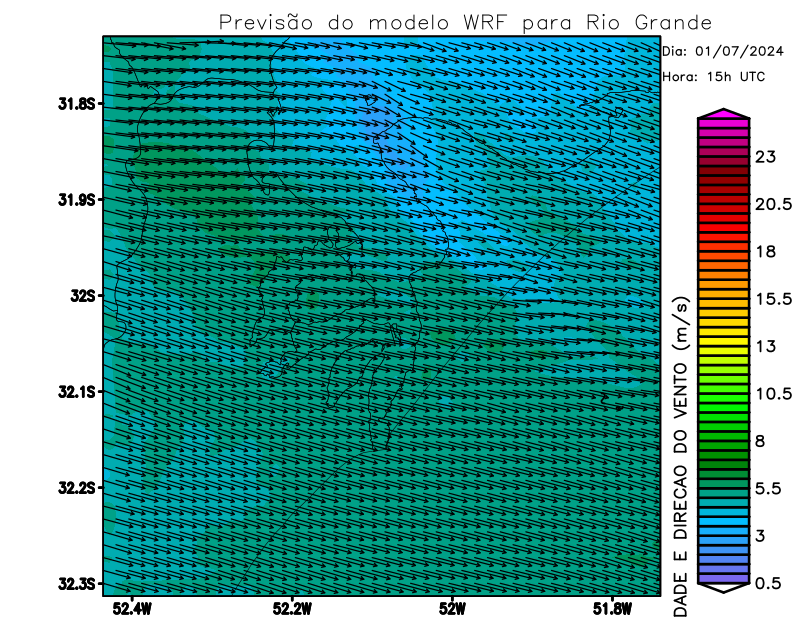 Previsão do modelo WRF para Rio Grande
Dia: 01/07/2024
Hora: 15h UTC
31.8S
31.9S
32S
32.1S
32.2S
32.3S
52.4W
52.2W
52W
51.8W
23
20.5
18
15.5
13
10.5
8
5.5
3
0.5
DADE E DIRECAO DO VENTO (m/s)